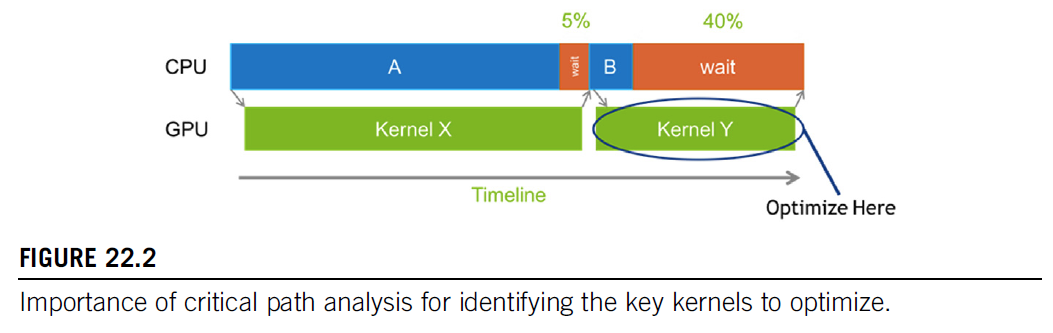 5% 40%
CPU A wait B wait
GPU Kernel X Kernel Y
Timeline
Optimize Here
FIGURE 22.2
Importance of critical path analysis for identifying the key kernels to optimize.